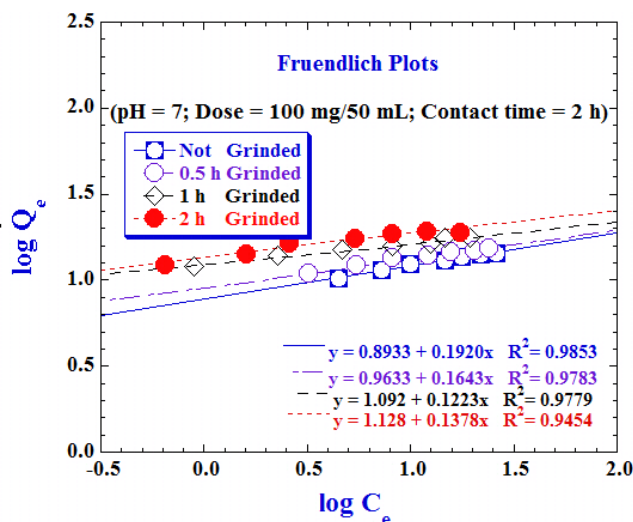 2.5
Fruendlich Plots
2.0
(pH = 7; Dose = 100 mg/50 mL; Contact time = 2 h)
Not Grinded
0.5 h Grinded
1 h Grinded
2 h Grinded
1.5
log Qe
1.0
0.5
y = 0.8933 + 0.1920x R2= 0.9853
y = 0.9633 + 0.1643x R2= 0.9783
y = 1.092 + 0.1223x R2= 0.9779
y = 1.128 + 0.1378x R2= 0.9454
0.0
-0.5 0.0 0.5 1.0 1.5 2.0
log Ce